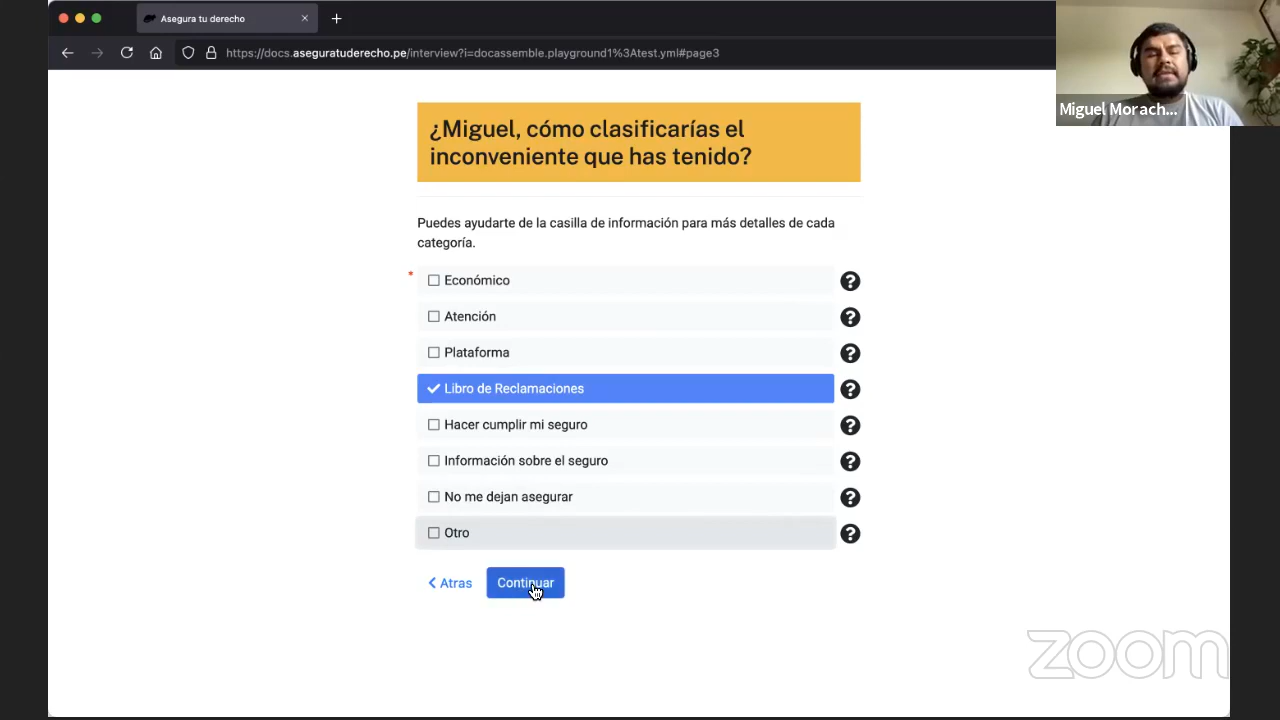 Asegura tu derecho
https://docs.aseguratuderecho.pe/interview?i=docassemble.playground1%3Atest.yml#page3
Miguel Morach...
¿Miguel, cómo clasificarías el
inconveniente que has tenido?
Puedes ayudarte de la casilla de información para más detalles de cada
categoría.
* Económico ?
Atención ?
Plataforma ?
Libro de Reclamaciones ?
Hacer cumplir mi seguro ?
Información sobre el seguro ?
No me dejan asegurar ?
Otro ?
Atras Continuar
zoom